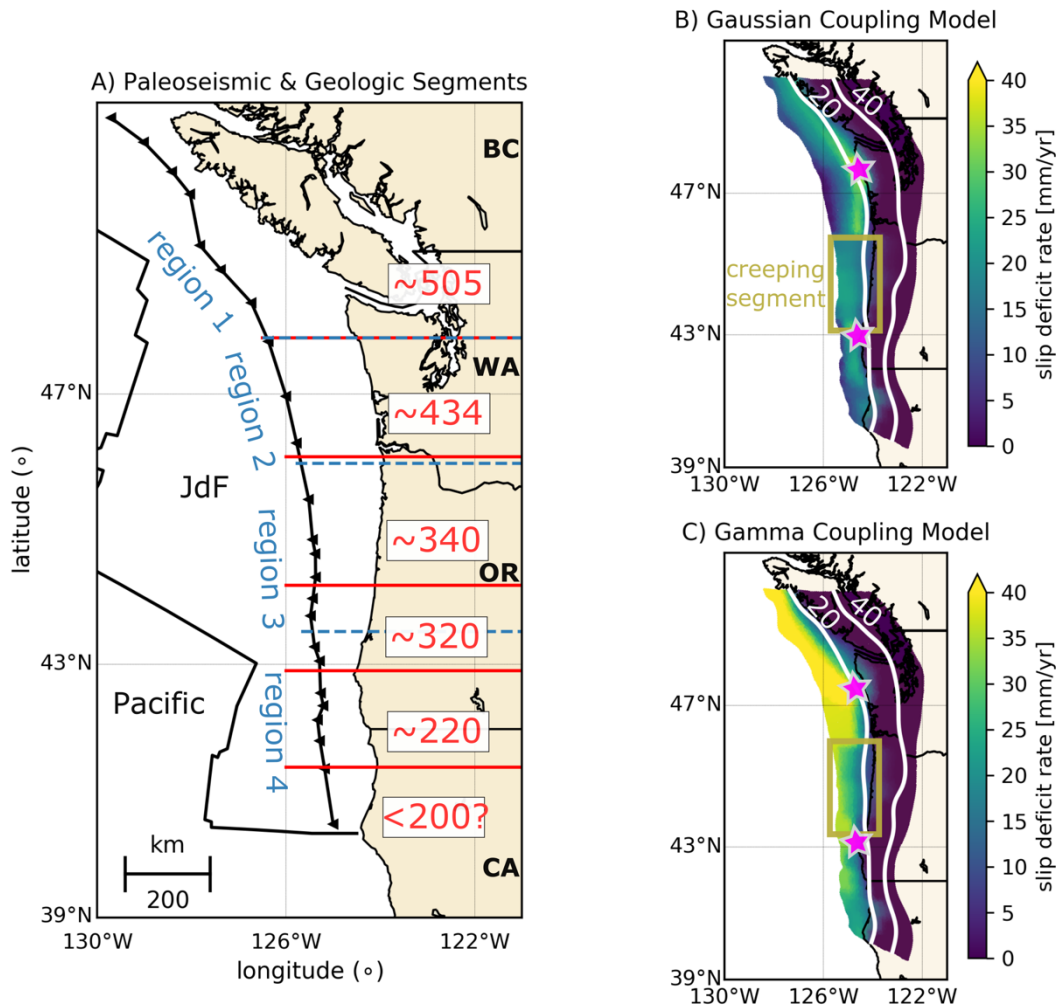 A) Paleoseismic & Geologic Segments
BC
region 1
~505
WA
region 2
~434
47°N
JdF
region 3
~340
OR
~320
43°N
Pacific
region 4
~220
<200?
km
200
CA
39°N
130°W
126°W
122°W
latitude (∘)
longitude (∘)
B) Gaussian Coupling Model
20
40
47°N
creeping
segment
43°N
39°N
130°W
126°W
122°W
40
35
30
25
20
15
10
5
0
slip deficit rate [mm/yr]
C) Gamma Coupling Model
20
40
47°N
43°N
39°N
130°W
126°W
122°W
40
35
30
25
20
15
10
5
0
slip deficit rate [mm/yr]